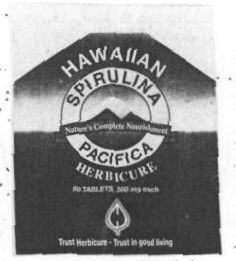 HAWAIIAN
SPIRULINA
Nature's Complete Nourishment
PACIFICA
HERBICURE
60 TABLETS, 500 mg each
Trust Herbicure - Trust in good living